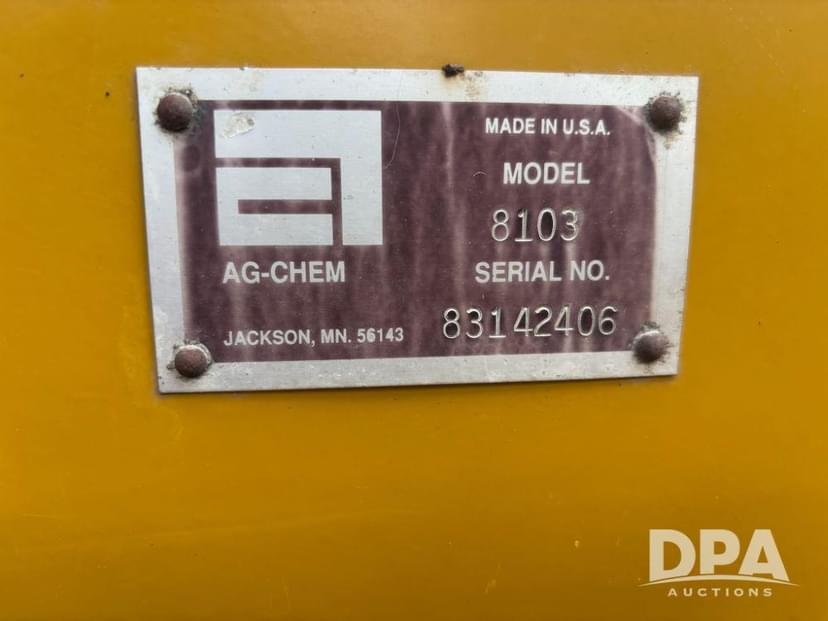 MADE IN U.S.A.
MODEL
8103
AG-CHEM
SERIAL NO.
JACKSON, MN. 56143
83142406
DPA
AUCTIONS